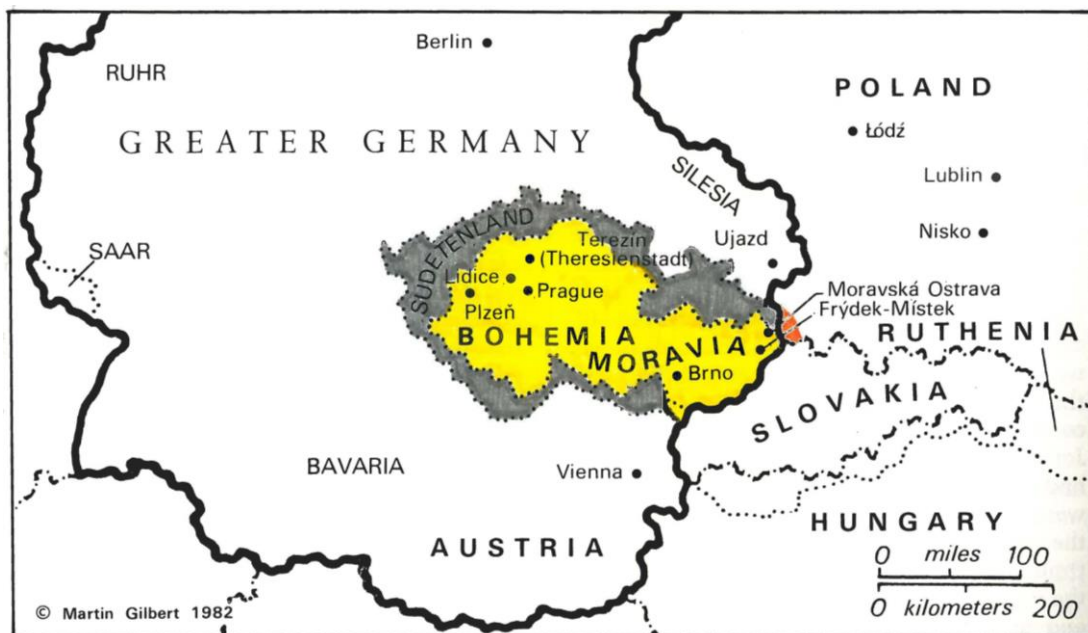 Berlin
RUHR
POLAND
GREATER GERMANY
Łódź
SILESIA
Lublin
SUDETENLAND
Ujazd
Nisko
SAAR
Terezín
(Theresienstadt)
Lidice
Prague
Plzeň
Moravská Ostrava
Frýdek-Místek
BOHEMIA
MORAVIA
RUTHENIA
Brno
SLOVAKIA
BAVARIA
Vienna
HUNGARY
AUSTRIA
0 miles 100
0 kilometers 200
© Martin Gilbert 1982